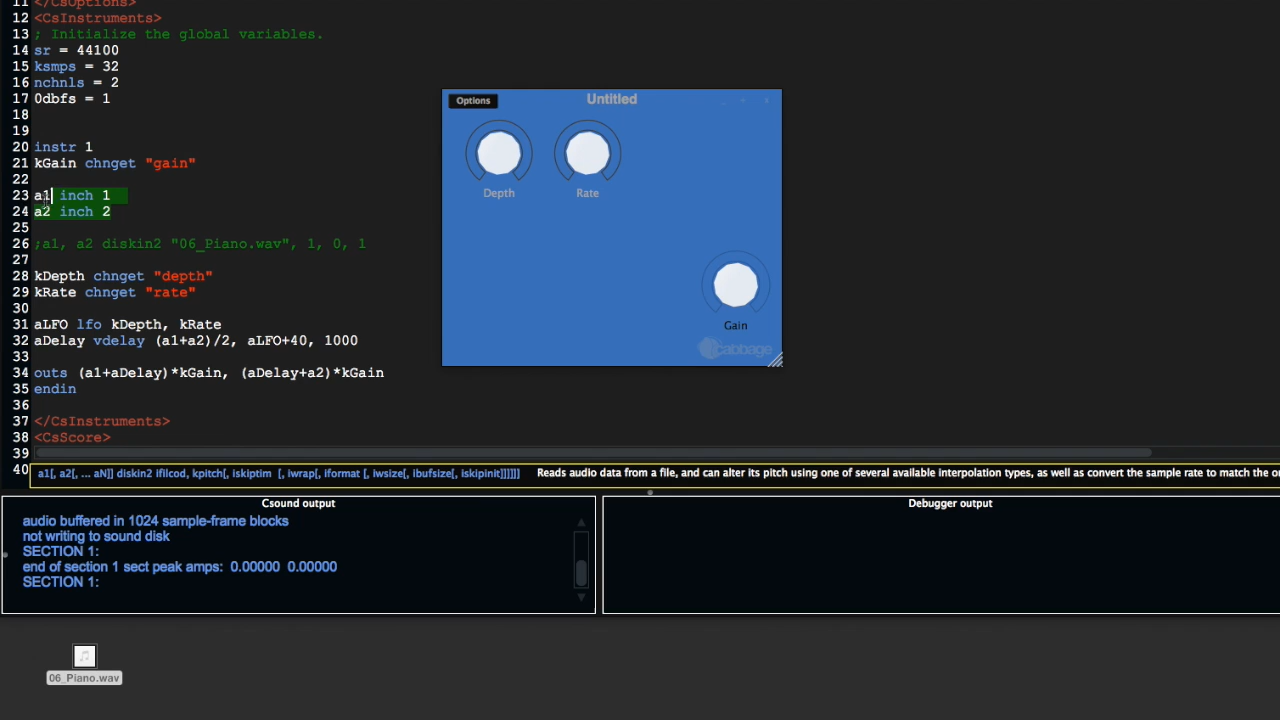 11 </CsOptions>
12 <CsInstruments>
13 ; Initialize the global variables.
14 sr = 44100
15 ksmps = 32
16 nchnls = 2
17 0dbfs = 1
18
19
20 instr 1
21 kGain chnget "gain"
22
23 a1 inch 1
24 a2 inch 2
25
26 ;a1, a2 diskin2 "06_Piano.wav", 1, 0, 1
27
28 kDepth chnget "depth"
29 kRate chnget "rate"
30
31 aLFO lfo kDepth, kRate
32 aDelay vdelay (a1+a2)/2, aLFO+40, 1000
33
34 outs (a1+aDelay)*kGain, (aDelay+a2)*kGain
35 endin
36
37 </CsInstruments>
38 <CsScore>
39
40
Options
Untitled
Depth
Rate
Gain
cabbage
a1[, a2[, ... aN]] diskin2 ifilcod, kpitch[, iskiptim [, iwrap[, iformat [, iwsize[, ibufsize[, iskipinit]]]]]] Reads audio data from a file, and can alter its pitch using one of several available interpolation types, as well as convert the sample rate to match the
Csound output
audio buffered in 1024 sample-frame blocks
not writing to sound disk
SECTION 1:
end of section 1 sect peak amps: 0.00000 0.00000
SECTION 1:
Debugger output
06_Piano.wav